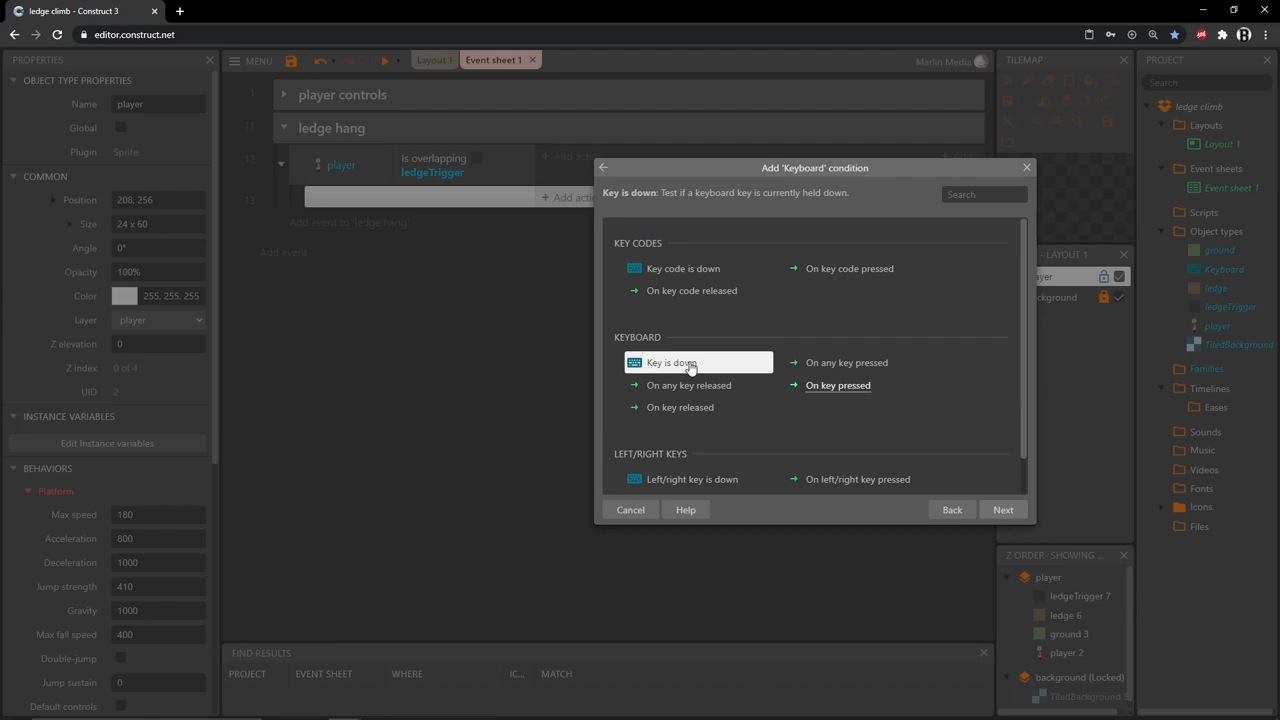 ledge climb - Construct 3
editor.construct.net
PROPERTIES
OBJECT TYPE PROPERTIES
Name player
Global
Plugin Sprite
COMMON
Position 208, 256
Size 24 x 60
Angle 0°
Opacity 100%
Color 255, 255, 255
Layer player
Z elevation 0
Z index 0 of 4
UID 2
INSTANCE VARIABLES
Edit Instance variables
BEHAVIORS
Platform
Max speed 180
Acceleration 800
Deceleration 1000
Jump strength 410
Gravity 1000
Max fall speed 400
Double-jump
Jump sustain 0
Default controls
MENU
Layout 1
Event sheet 1
Marlin Media
1 player controls
11 ledge hang
12 player Is overlapping
ledgeTrigger
13 + Add actio
Add event to 'ledge hang'
Add event
Add 'Keyboard' condition
Key is down: Test if a keyboard key is currently held down.
Search
KEY CODES
Key code is down
On key code pressed
On key code released
KEYBOARD
Key is down
On any key pressed
On any key released
On key pressed
On key released
LEFT/RIGHT KEYS
Left/right key is down
On left/right key pressed
Cancel
Help
Back
Next
FIND RESULTS
PROJECT EVENT SHEET WHERE IC... MATCH
TILEMAP
- LAYOUT 1
ayer
ckground
Z ORDER- SHOWING ...
player
ledgeTrigger 7
ledge 6
ground 3
player 2
background (Locked)
TiledBackground
PROJECT
Search
ledge climb
Layouts
Layout 1
Event sheets
Event sheet 1
Scripts
Object types
ground
Keyboard
ledge
ledgeTrigger
player
TiledBackground
Families
Timelines
Eases
Sounds
Music
Videos
Fonts
Icons
Files